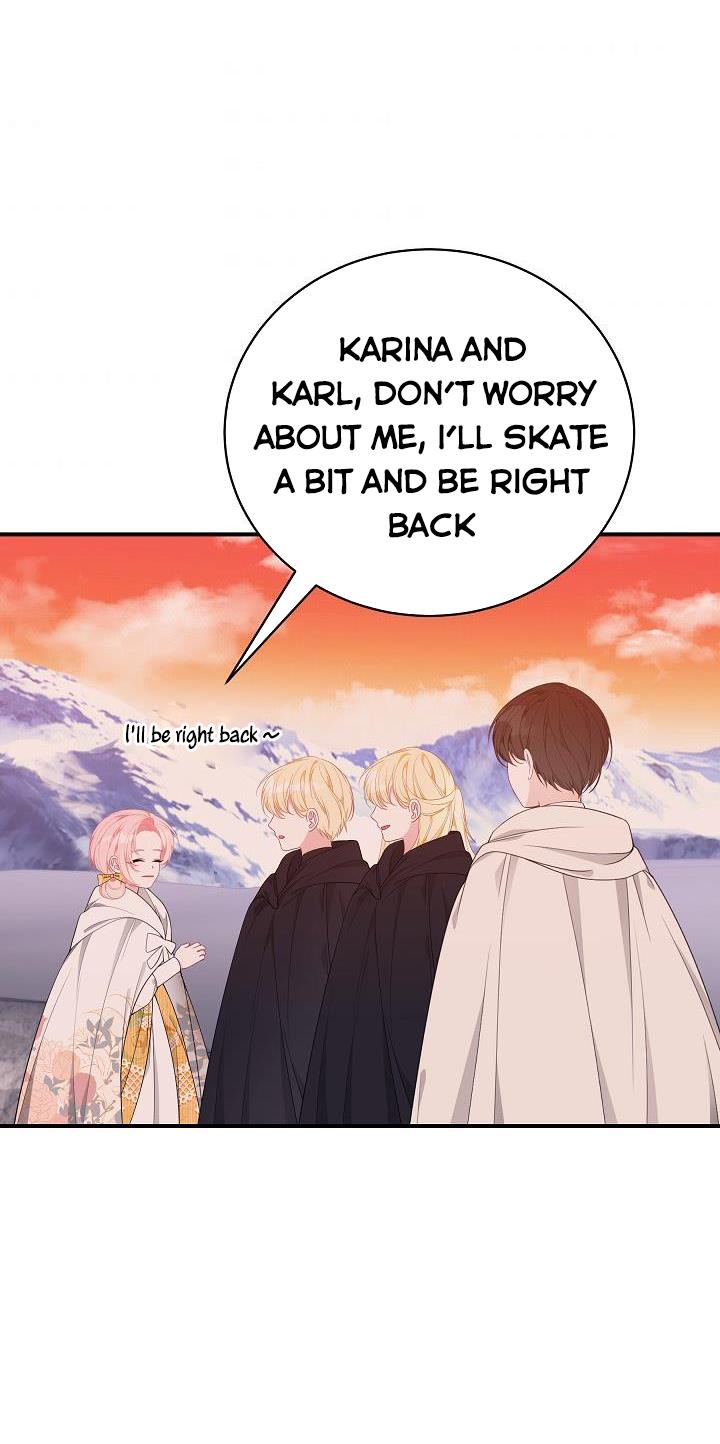 KARINA AND
KARL, DON'T WORRY
ABOUT ME, I'LL SKATE
A BIT AND BE RIGHT
BACK
I'll be right back ~